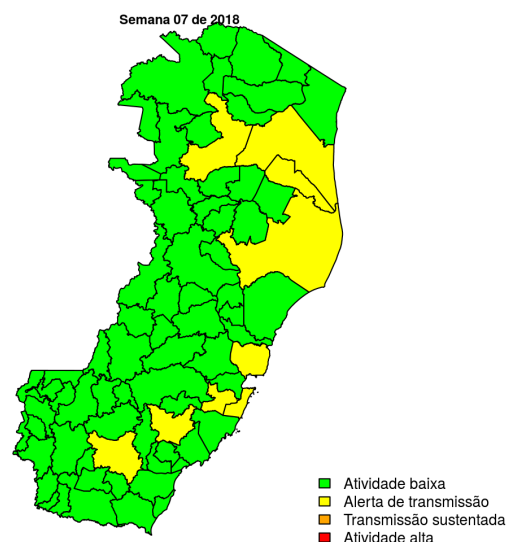 Semana 07 de 2018
Atividade baixa
Alerta de transmissão
Transmissão sustentada
Atividade alta